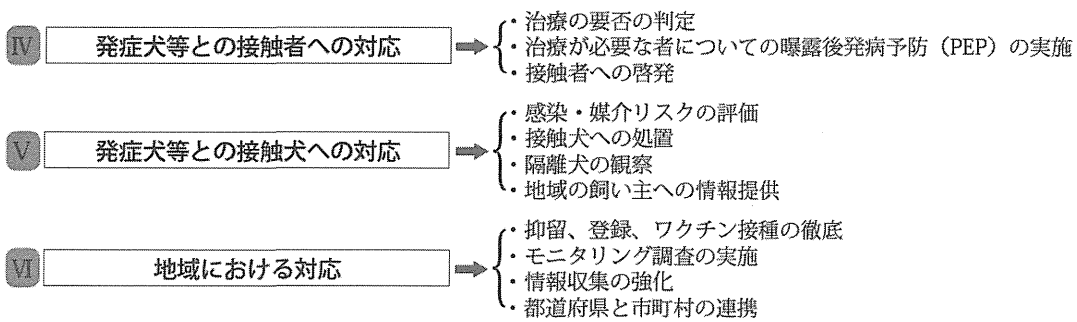 ・治療の要否の判定
Ⅳ 発症犬等との接触者への対応 ・治療が必要な者についての曝露後発病予防（PEP）の実施
・接触者への啓発
・感染・媒介リスクの評価
Ⅴ 発症犬等との接触犬への対応 ・接触犬への処置
・隔離犬の観察
・地域の飼い主への情報提供
・抑留、登録、ワクチン接種の徹底
Ⅵ 地域における対応 ・モニタリング調査の実施
・情報収集の強化
・都道府県と市町村の連携